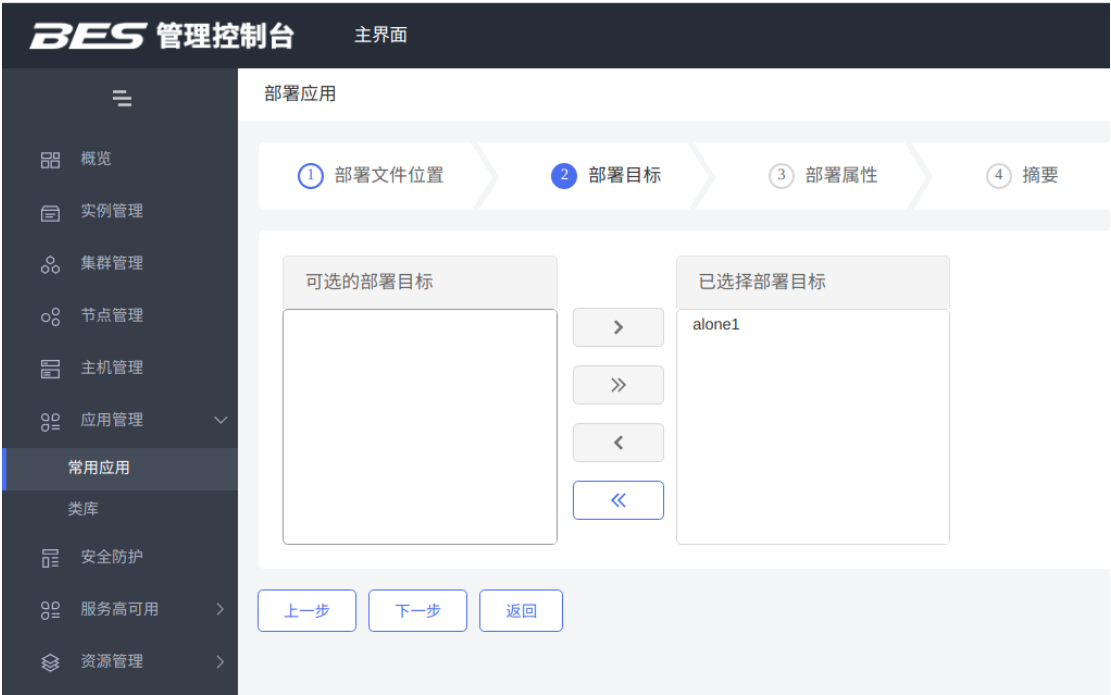 BES 管理控制台 主界面
部署应用
概览
实例管理
集群管理
节点管理
主机管理
应用管理
常用应用
类库
安全防护
服务高可用
资源管理
1 部署文件位置
2 部署目标
3 部署属性
4 摘要
可选的部署目标
已选择部署目标
alone1
上一步 下一步 返回